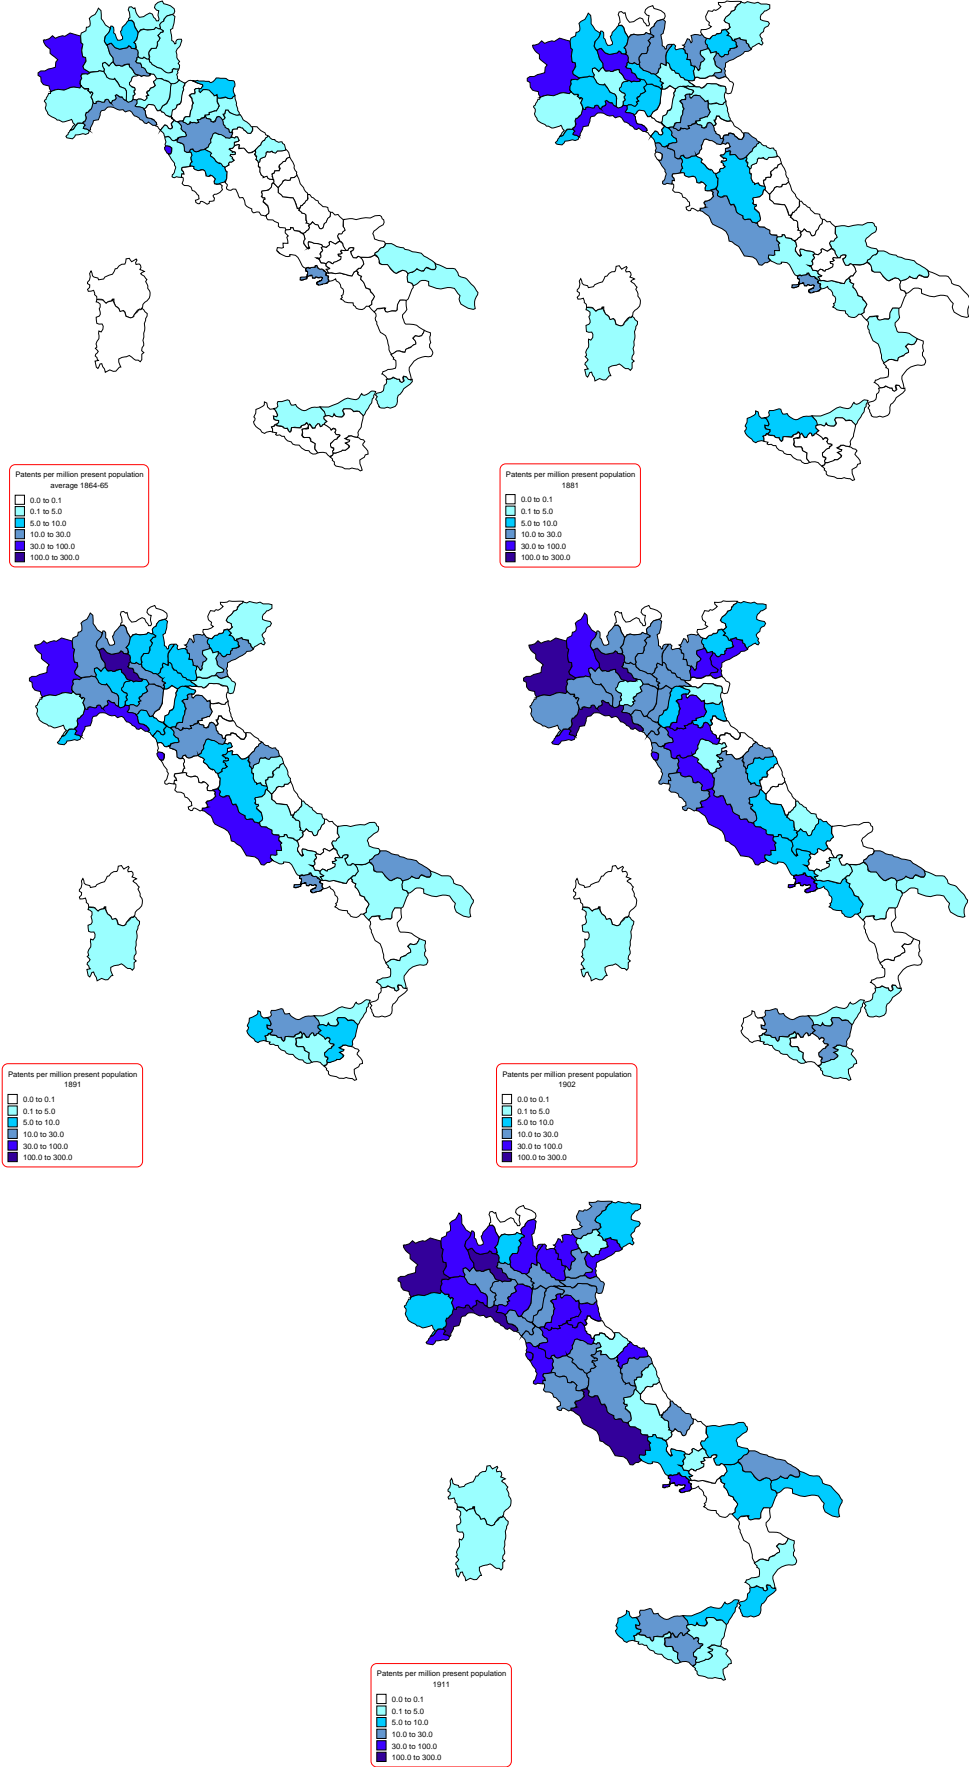 Patents per million present population
average 1864-65
0.0 to 0.1
0.1 to 5.0
5.0 to 10.0
10.0 to 30.0
30.0 to 100.0
100.0 to 300.0
Patents per million present population
1881
0.0 to 0.1
0.1 to 5.0
5.0 to 10.0
10.0 to 30.0
30.0 to 100.0
100.0 to 300.0
Patents per million present population
1891
0.0 to 0.1
0.1 to 5.0
5.0 to 10.0
10.0 to 30.0
30.0 to 100.0
100.0 to 300.0
Patents per million present population
1902
0.0 to 0.1
0.1 to 5.0
5.0 to 10.0
10.0 to 30.0
30.0 to 100.0
100.0 to 300.0
Patents per million present population
1911
0.0 to 0.1
0.1 to 5.0
5.0 to 10.0
10.0 to 30.0
30.0 to 100.0
100.0 to 300.0